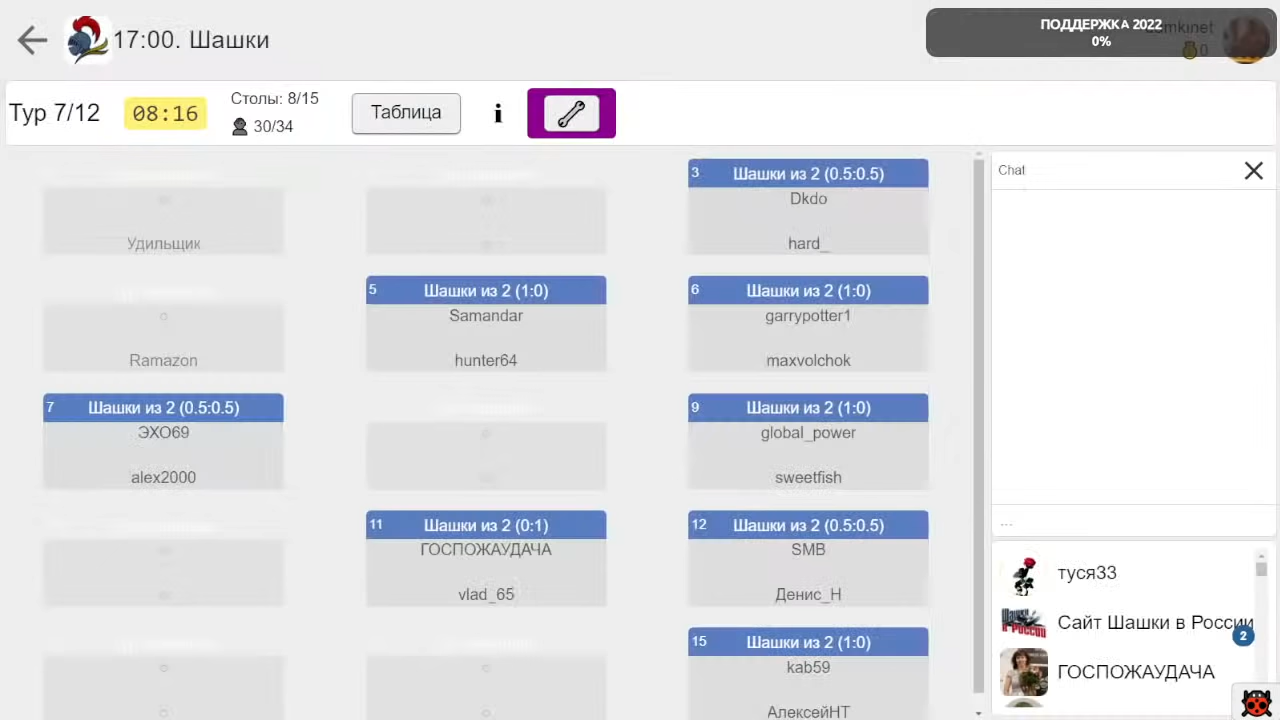 17:00. Шашки
ПОДДЕРЖКА 2022
0%
0
Тур 7/12
08:16
Столы: 8/15
30/34
Таблица
i
Chat
3 Шашки из 2 (0.5:0.5)
Dkdo
hard_
Удильщик
5 Шашки из 2 (1:0)
Samandar
hunter64
6 Шашки из 2 (1:0)
garrypotter1
maxvolchok
Ramazon
7 Шашки из 2 (0.5:0.5)
ЭХО69
alex2000
9 Шашки из 2 (1:0)
global_power
sweetfish
11 Шашки из 2 (0:1)
ГОСПОЖАУДАЧА
vlad_65
12 Шашки из 2 (0.5:0.5)
SMB
Денис_Н
15 Шашки из 2 (1:0)
kab59
АлексейНТ
...
туся33
Сайт Шашки в России
2
ГОСПОЖАУДАЧА